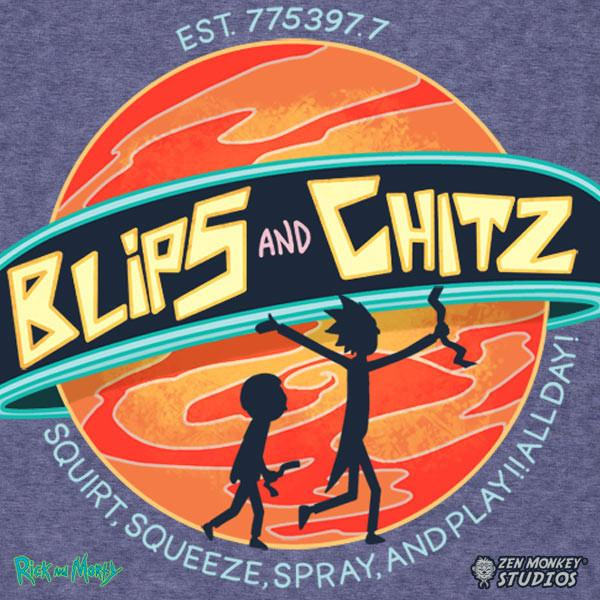 EST. 775397.7
BLiPS AND CHITZ
SQUIRT, SQUEEZE, SPRAY, AND PLAY!! ALL DAY!
RICK AND MORTY
ZEN MONKEY
STUDIOS